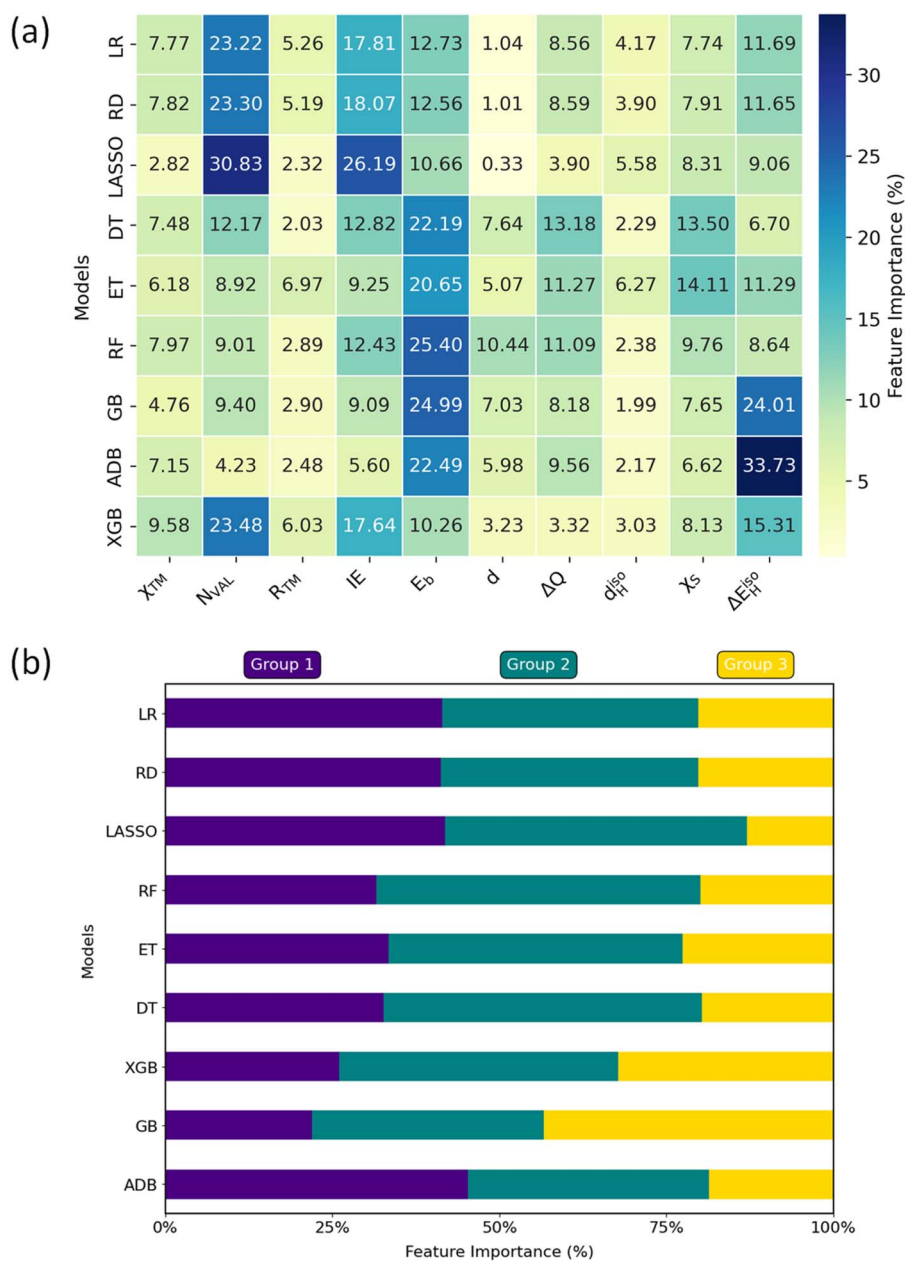 (a)
LR 7.77 23.22 5.26 17.81 12.73 1.04 8.56 4.17 7.74 11.69
RD 7.82 23.30 5.19 18.07 12.56 1.01 8.59 3.90 7.91 11.65
LASSO 2.82 30.83 2.32 26.19 10.66 0.33 3.90 5.58 8.31 9.06
DT 7.48 12.17 2.03 12.82 22.19 7.64 13.18 2.29 13.50 6.70
ET 6.18 8.92 6.97 9.25 20.65 5.07 11.27 6.27 14.11 11.29
RF 7.97 9.01 2.89 12.43 25.40 10.44 11.09 2.38 9.76 8.64
GB 4.76 9.40 2.90 9.09 24.99 7.03 8.18 1.99 7.65 24.01
ADB 7.15 4.23 2.48 5.60 22.49 5.98 9.56 2.17 6.62 33.73
XGB 9.58 23.48 6.03 17.64 10.26 3.23 3.32 3.03 8.13 15.31
Models
χTM NVAL RTM IE Eb d ΔQ dHiso χS ΔEHiso
30
25
20
15
10
5
Feature Importance (%)
(b)
Group 1 Group 2 Group 3
LR
RD
LASSO
RF
ET
DT
XGB
GB
ADB
Models
0% 25% 50% 75% 100%
Feature Importance (%)